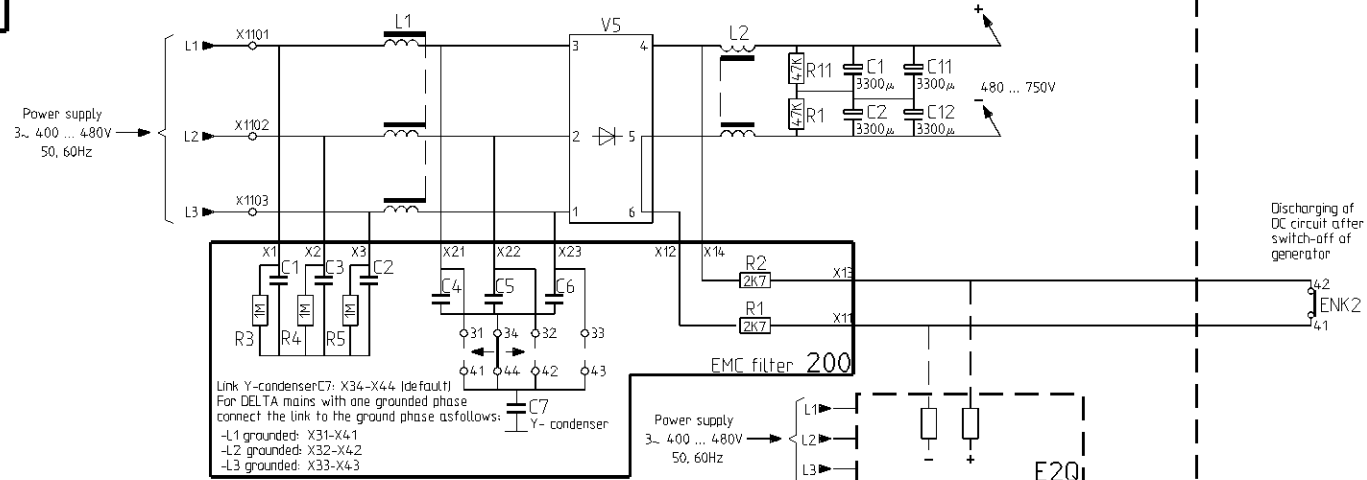 +
L1
V5
L2
L1
X1101
3
4
R11
47K
C1
3300µ
C11
3300µ
480 ... 750V
Power supply
3~ 400 ... 480V
50, 60Hz
L2
X1102
2
5
R1
47K
C2
3300µ
C12
3300µ
−
L3
X1103
1
6
Discharging of
DC circuit after
switch-off of
generator
X1
X2
X3
X21
X22
X23
X12
X14
C1
C3
C2
C4
C5
C6
R2
2K7
X13
42
ENK2
41
1M
1M
1M
R3
R4
R5
R1
2K7
X11
31
34
32
33
41
44
42
43
EMC filter 200
Link Y-condenserC7: X34-X44 (default)
For DELTA mains with one grounded phase
connect the link to the ground phase asfollows:
-L1 grounded: X31-X41
-L2 grounded: X32-X42
-L3 grounded: X33-X43
C7
Y- condenser
Power supply
3~ 400 ... 480V
50, 60Hz
L1
L2
L3
−
+
E2Q